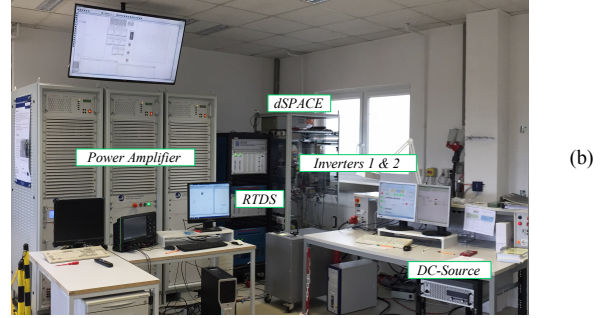 dSPACE
Power Amplifier
Inverters 1 & 2
(b)
RTDS
DC-Source